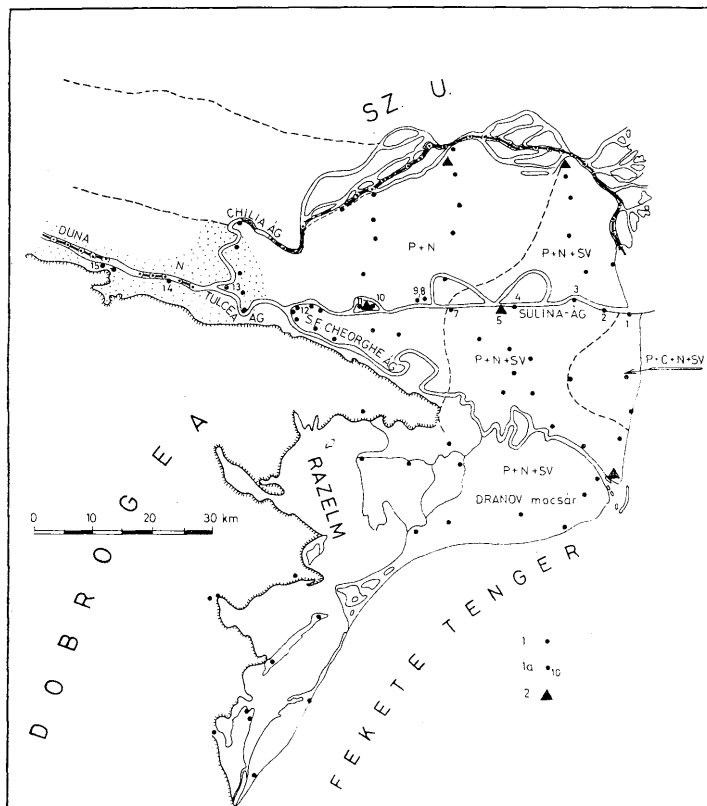 SZ. U.
CHILIA ÁG
DUNA
N
P+N
P+N+SV
15
14
13
TULCEA ÁG
12
11
10
9,8
7
5
4
3
2
1
SULINA-ÁG
SF. GHEORGHE ÁG
P+N+SV
P+C+N+SV
P+N+SV
DRANOV mocsár
RAZELM
DOBROGEA
0 10 20 30 km
FEKETE TENGER
1
1a 10
2